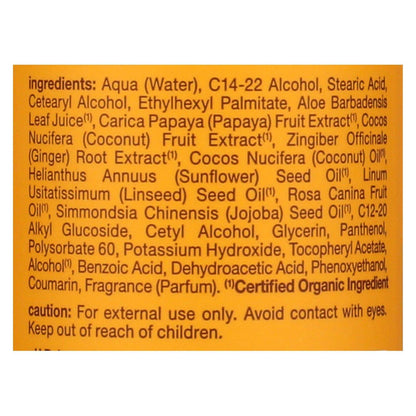 ingredients: Aqua (Water), C14-22 Alcohol, Stearic Acid,
Cetearyl Alcohol, Ethylhexyl Palmitate, Aloe Barbadensis
Leaf Juice⁽¹⁾, Carica Papaya (Papaya) Fruit Extract⁽¹⁾, Cocos
Nucifera (Coconut) Fruit Extract⁽¹⁾, Zingiber Officinale
(Ginger) Root Extract⁽¹⁾, Cocos Nucifera (Coconut) Oil⁽¹⁾,
Helianthus Annuus (Sunflower) Seed Oil⁽¹⁾, Linum
Usitatissimum (Linseed) Seed Oil⁽¹⁾, Rosa Canina Fruit
Oil⁽¹⁾, Simmondsia Chinensis (Jojoba) Seed Oil⁽¹⁾, C12-20
Alkyl Glucoside, Cetyl Alcohol, Glycerin, Panthenol,
Polysorbate 60, Potassium Hydroxide, Tocopheryl Acetate,
Alcohol⁽¹⁾, Benzoic Acid, Dehydroacetic Acid, Phenoxyethanol,
Coumarin, Fragrance (Parfum). ⁽¹⁾Certified Organic Ingredient
caution: For external use only. Avoid contact with eyes.
Keep out of reach of children.